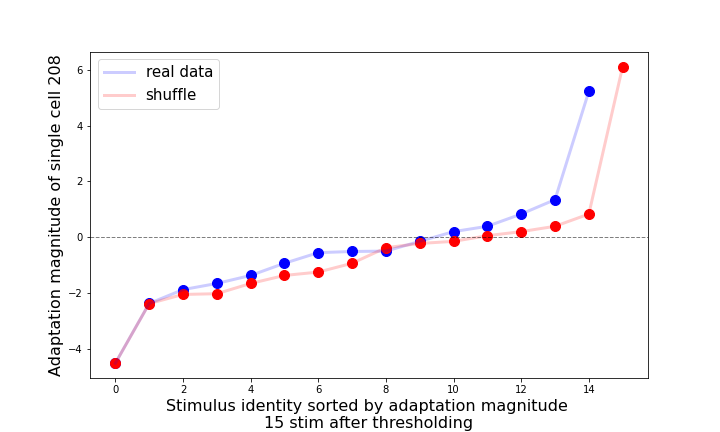 real data
shuffle
Adaptation magnitude of single cell 208
6
4
2
0
−2
−4
0 2 4 6 8 10 12 14
Stimulus identity sorted by adaptation magnitude
15 stim after thresholding